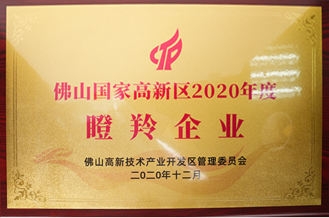 佛山国家高新区2020年度
瞪羚企业
佛山高新技术产业开发区管理委员会
二〇二〇年十二月